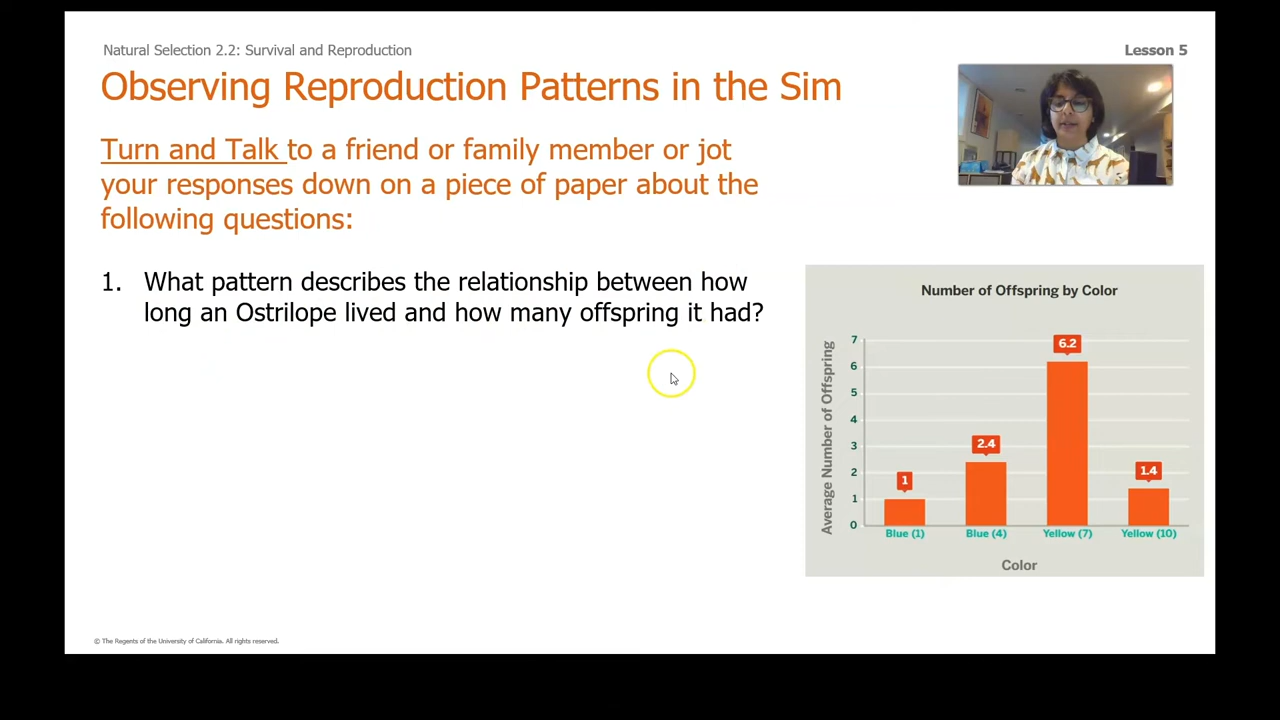 Natural Selection 2.2: Survival and Reproduction
Lesson 5
Observing Reproduction Patterns in the Sim
Turn and Talk to a friend or family member or jot
your responses down on a piece of paper about the
following questions:
1. What pattern describes the relationship between how
long an Ostrilope lived and how many offspring it had?
Number of Offspring by Color
Average Number of Offspring
7
6
5
4
3
2
1
0
1
2.4
6.2
1.4
Blue (1)
Blue (4)
Yellow (7)
Yellow (10)
Color
© The Regents of the University of California. All rights reserved.